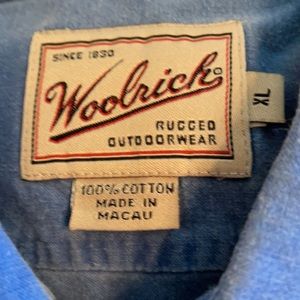 SINCE 1830
Woolrich®
RUGGED
OUTDOORWEAR
XL
100% COTTON
MADE IN
MACAU